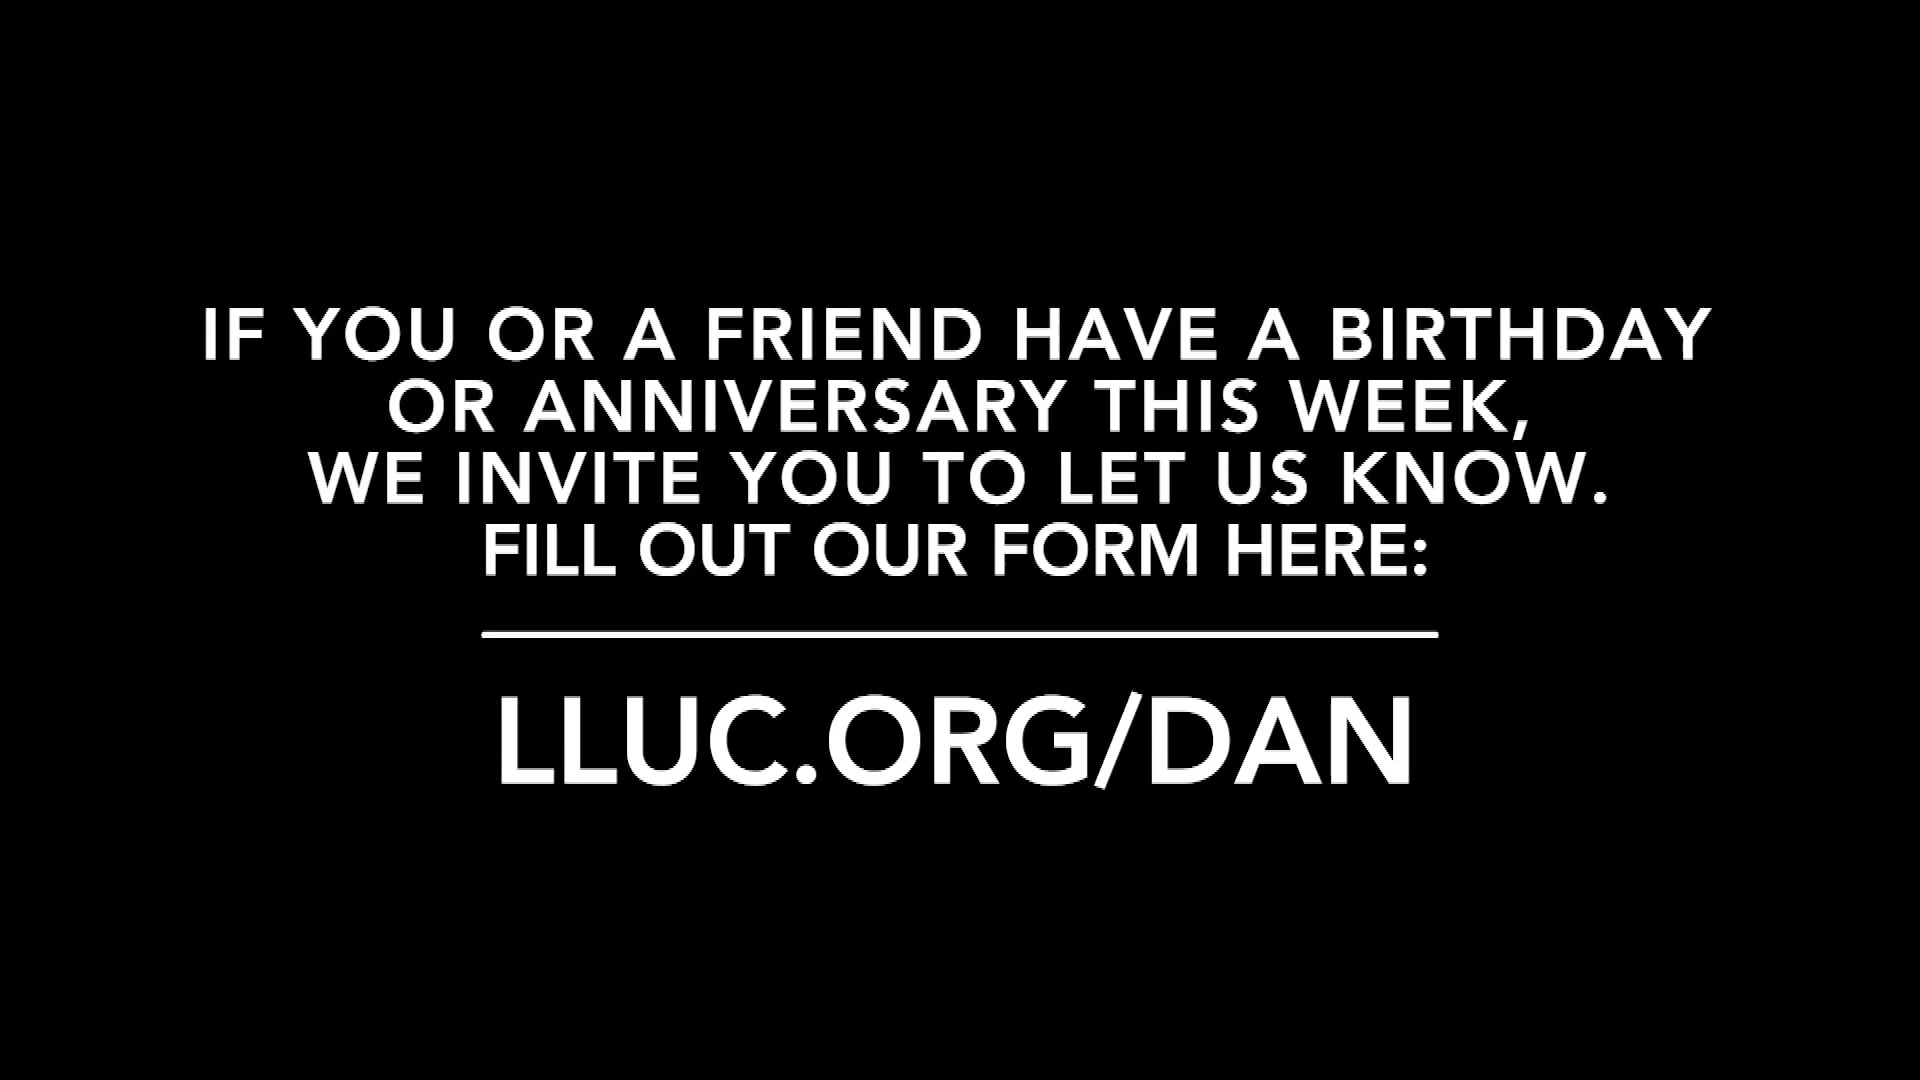 IF YOU OR A FRIEND HAVE A BIRTHDAY
OR ANNIVERSARY THIS WEEK,
WE INVITE YOU TO LET US KNOW.
FILL OUT OUR FORM HERE:
LLUC.ORG/DAN